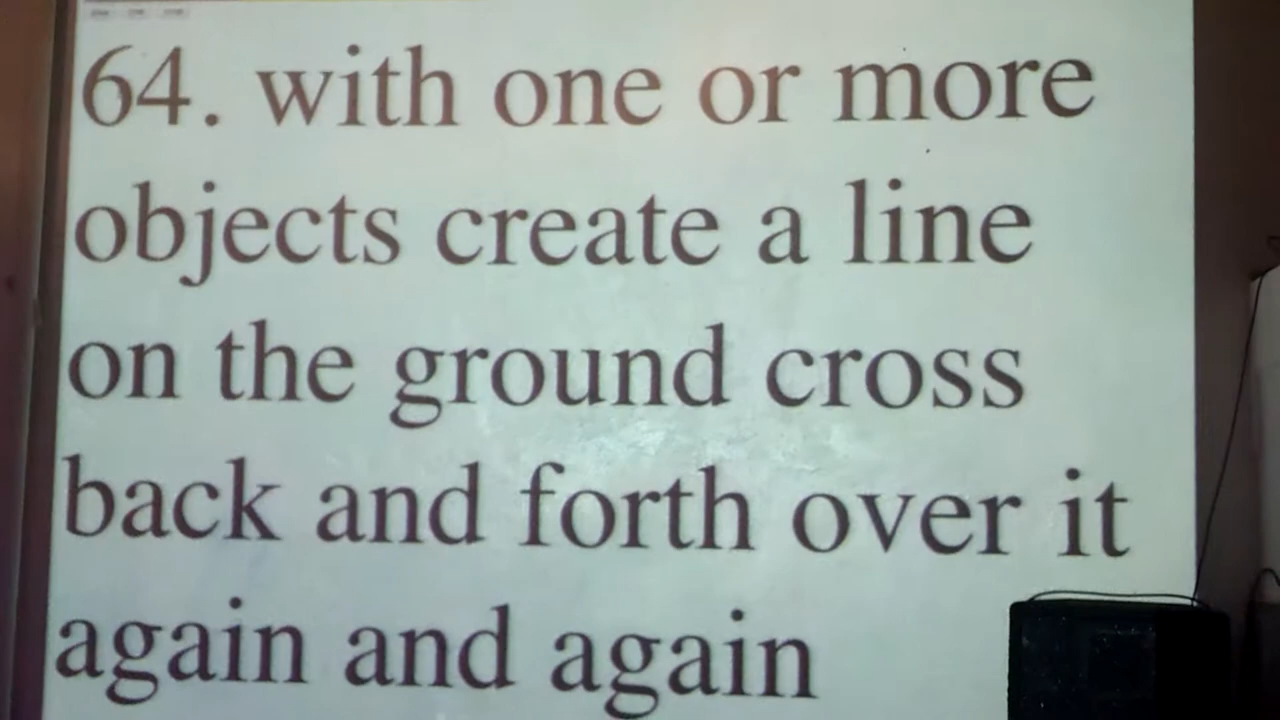 64. with one or more
objects create a line
on the ground cross
back and forth over it
again and again